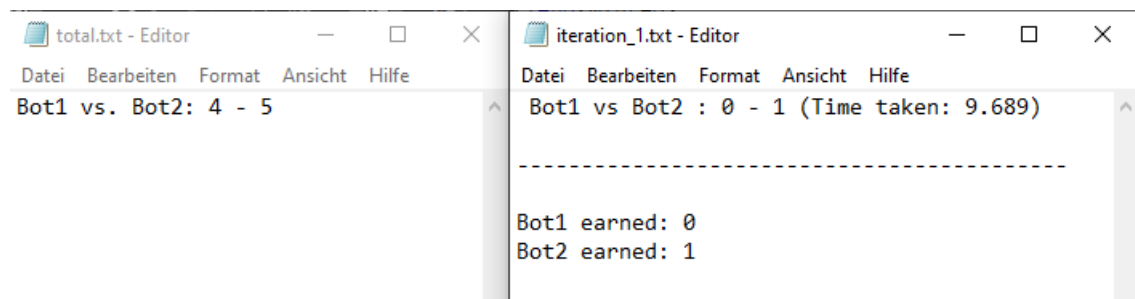 total.txt - Editor
Datei Bearbeiten Format Ansicht Hilfe
Bot1 vs. Bot2: 4 - 5
iteration_1.txt - Editor
Datei Bearbeiten Format Ansicht Hilfe
Bot1 vs Bot2 : 0 - 1 (Time taken: 9.689)
-------------------------------------------
Bot1 earned: 0
Bot2 earned: 1